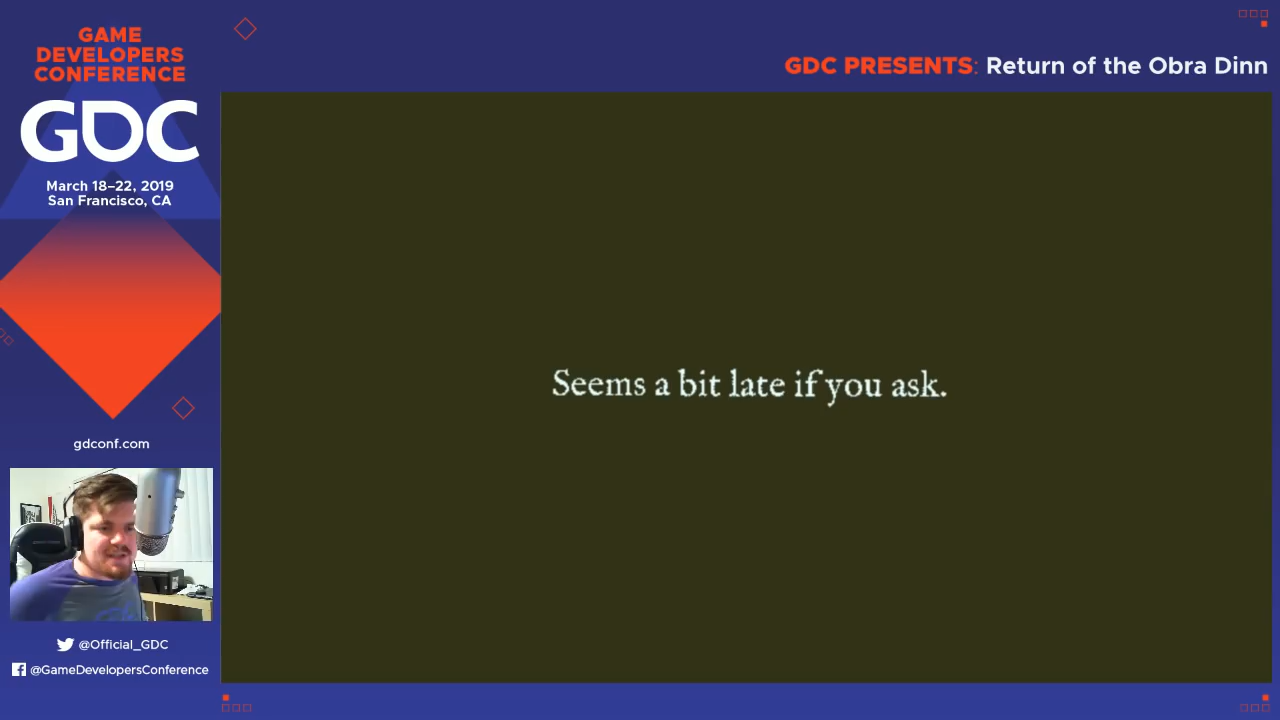 GAME
DEVELOPERS
CONFERENCE
GDC
March 18–22, 2019
San Francisco, CA
gdconf.com
@Official_GDC
@GameDevelopersConference
GDC PRESENTS: Return of the Obra Dinn
Seems a bit late if you ask.